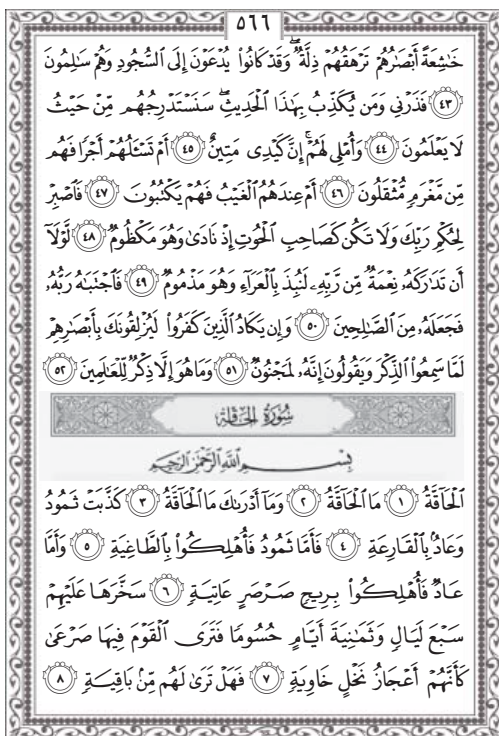 ٥٦٦
خَٰشِعَةً أَبْصَٰرُهُمْ تَرْهَقُهُمْ ذِلَّةٌۖ وَقَدْ كَانُوا۟ يُدْعَوْنَ إِلَى ٱلسُّجُودِ وَهُمْ سَٰلِمُونَ
﴿٤٣﴾ فَذَرْنِى وَمَن يُكَذِّبُ بِهَٰذَا ٱلْحَدِيثِۖ سَنَسْتَدْرِجُهُم مِّنْ حَيْثُ
لَا يَعْلَمُونَ ﴿٤٤﴾ وَأُمْلِى لَهُمْۚ إِنَّ كَيْدِى مَتِينٌ ﴿٤٥﴾ أَمْ تَسْـَٔلُهُمْ أَجْرًا فَهُم
مِّن مَّغْرَمٍ مُّثْقَلُونَ ﴿٤٦﴾ أَمْ عِندَهُمُ ٱلْغَيْبُ فَهُمْ يَكْتُبُونَ ﴿٤٧﴾ فَٱصْبِرْ
لِحُكْمِ رَبِّكَ وَلَا تَكُن كَصَاحِبِ ٱلْحُوتِ إِذْ نَادَىٰ وَهُوَ مَكْظُومٌ ﴿٤٨﴾ لَّوْلَآ
أَن تَدَٰرَكَهُۥ نِعْمَةٌ مِّن رَّبِّهِۦ لَنُبِذَ بِٱلْعَرَآءِ وَهُوَ مَذْمُومٌ ﴿٤٩﴾ فَٱجْتَبَٰهُ رَبُّهُۥ
فَجَعَلَهُۥ مِنَ ٱلصَّٰلِحِينَ ﴿٥٠﴾ وَإِن يَكَادُ ٱلَّذِينَ كَفَرُوا۟ لَيُزْلِقُونَكَ بِأَبْصَٰرِهِمْ
لَمَّا سَمِعُوا۟ ٱلذِّكْرَ وَيَقُولُونَ إِنَّهُۥ لَمَجْنُونٌ ﴿٥١﴾ وَمَا هُوَ إِلَّا ذِكْرٌ لِّلْعَٰلَمِينَ ﴿٥٢﴾
سُورَةُ الحَاقَّةِ
بِسْمِ ٱللَّهِ ٱلرَّحْمَٰنِ ٱلرَّحِيمِ
ٱلْحَآقَّةُ ﴿١﴾ مَا ٱلْحَآقَّةُ ﴿٢﴾ وَمَآ أَدْرَىٰكَ مَا ٱلْحَآقَّةُ ﴿٣﴾ كَذَّبَتْ ثَمُودُ
وَعَادٌۢ بِٱلْقَارِعَةِ ﴿٤﴾ فَأَمَّا ثَمُودُ فَأُهْلِكُوا۟ بِٱلطَّاغِيَةِ ﴿٥﴾ وَأَمَّا
عَادٌ فَأُهْلِكُوا۟ بِرِيحٍ صَرْصَرٍ عَاتِيَةٍ ﴿٦﴾ سَخَّرَهَا عَلَيْهِمْ
سَبْعَ لَيَالٍ وَثَمَٰنِيَةَ أَيَّامٍ حُسُومًا فَتَرَى ٱلْقَوْمَ فِيهَا صَرْعَىٰ
كَأَنَّهُمْ أَعْجَازُ نَخْلٍ خَاوِيَةٍ ﴿٧﴾ فَهَلْ تَرَىٰ لَهُم مِّنۢ بَاقِيَةٍ ﴿٨﴾